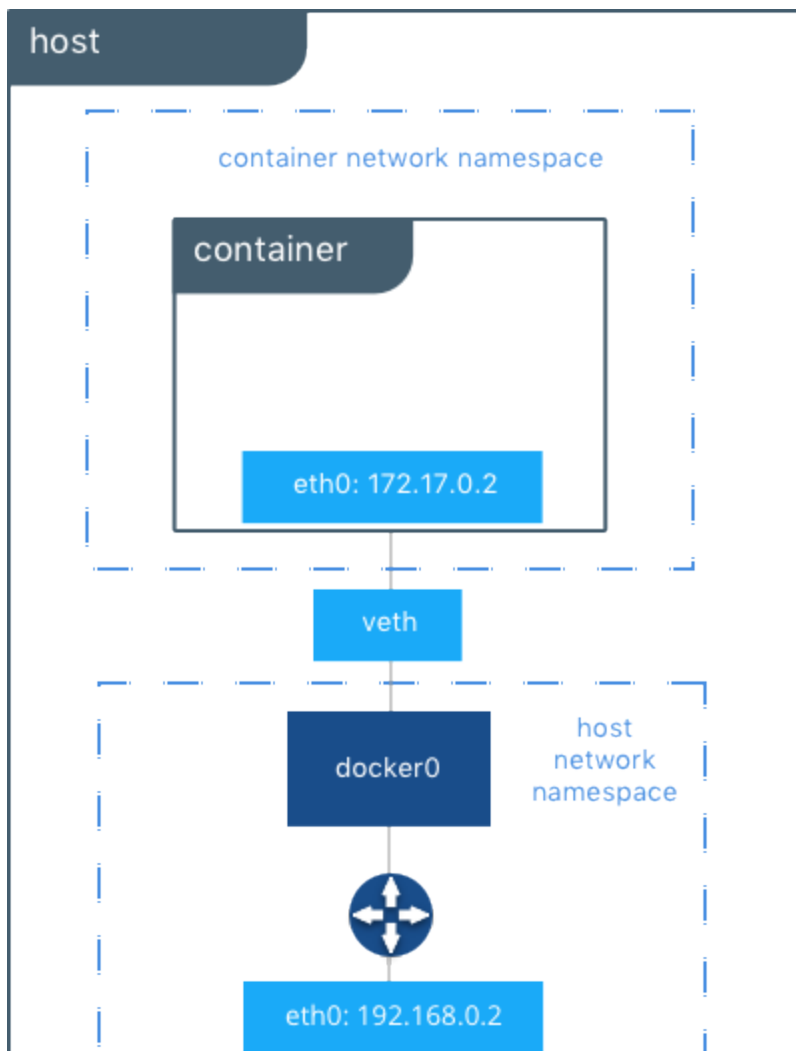 host
container network namespace
container
eth0: 172.17.0.2
veth
docker0
host
network
namespace
eth0: 192.168.0.2